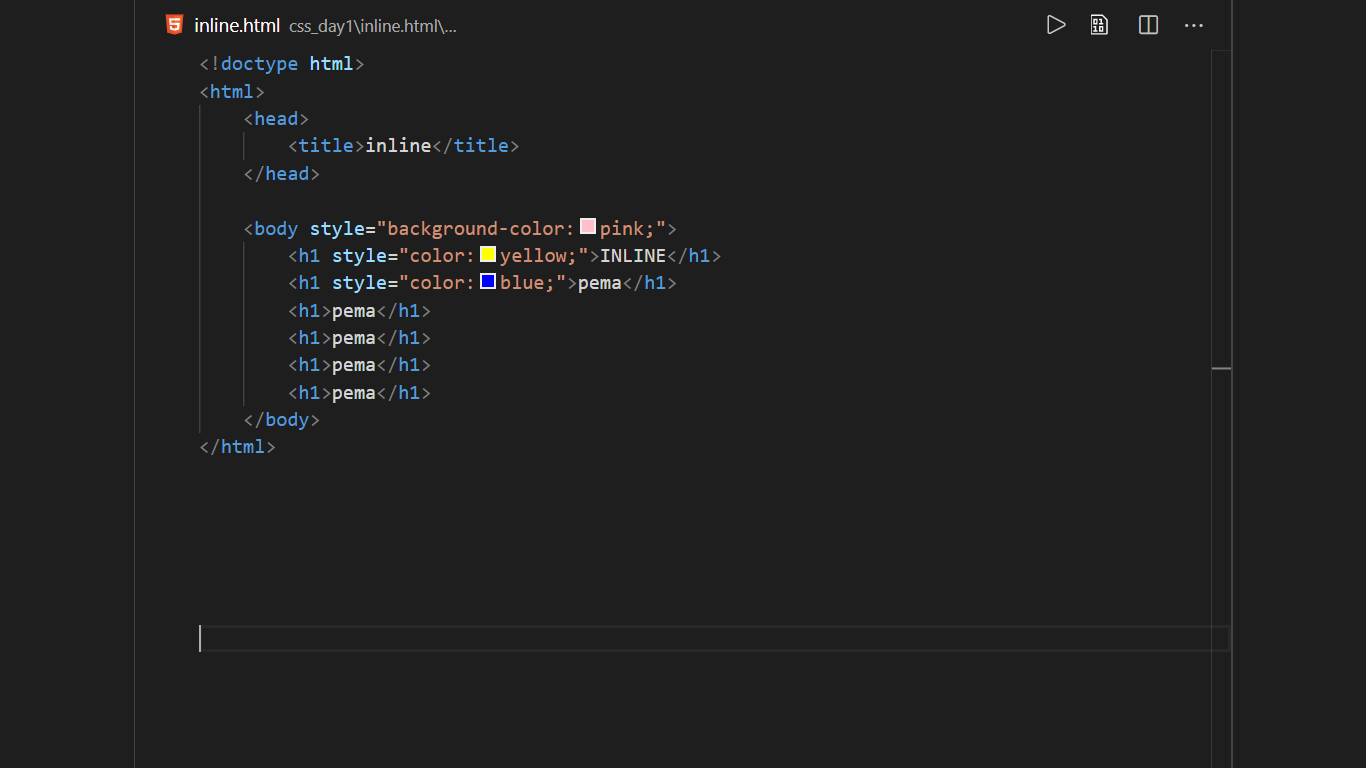 inline.html css_day1\inline.html\...
<!doctype html>
<html>
    <head>
        <title>inline</title>
    </head>

    <body style="background-color:pink;">
        <h1 style="color:yellow;">INLINE</h1>
        <h1 style="color:blue;">pema</h1>
        <h1>pema</h1>
        <h1>pema</h1>
        <h1>pema</h1>
        <h1>pema</h1>
    </body>
</html>